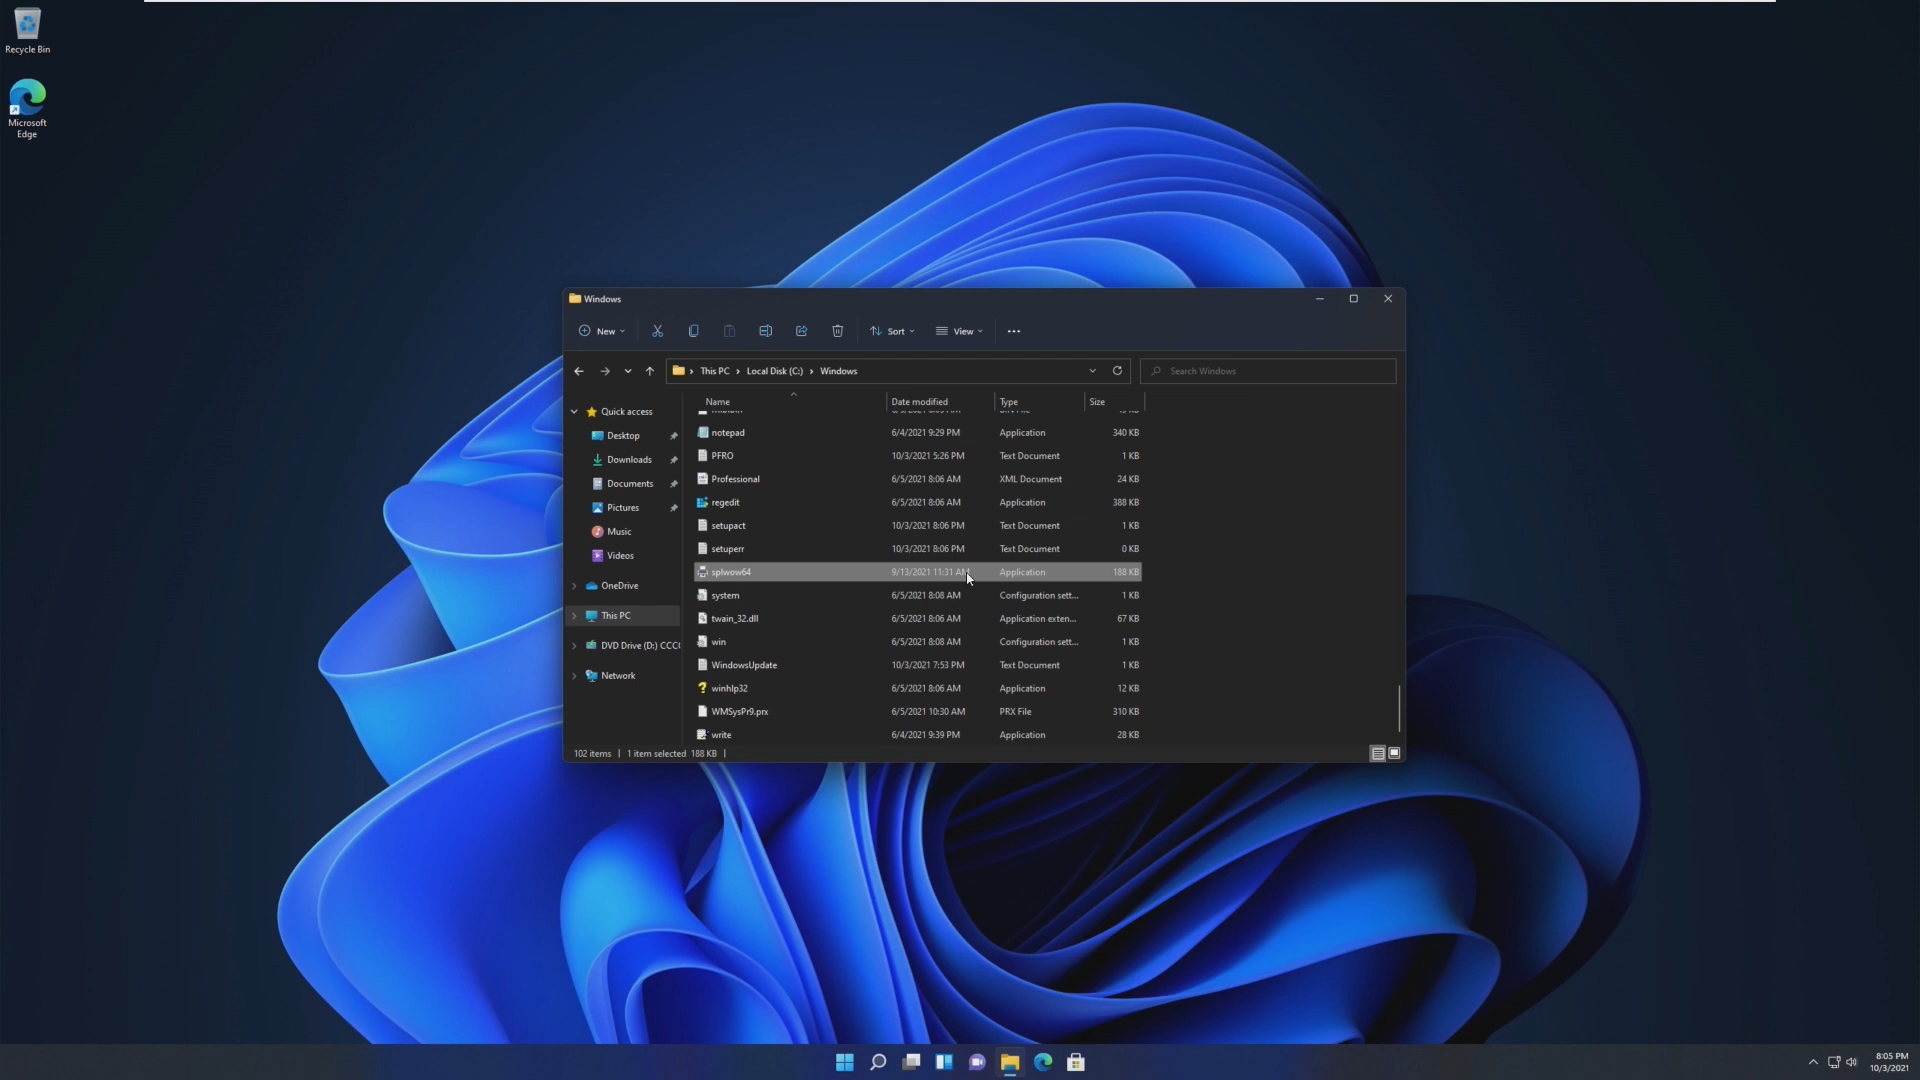 Recycle Bin
Microsoft
Edge
Windows
New
Sort
View
This PC
Local Disk (C:)
Windows
Search Windows
Name
Date modified
Type
Size
Quick access
Desktop
Downloads
Documents
Pictures
Music
Videos
OneDrive
This PC
DVD Drive (D:) CCC
Network
notepad 6/4/2021 9:29 PM Application 340 KB
PFRO 10/3/2021 5:26 PM Text Document 1 KB
Professional 6/5/2021 8:06 AM XML Document 24 KB
regedit 6/5/2021 8:06 AM Application 388 KB
setupact 10/3/2021 8:06 PM Text Document 1 KB
setuperr 10/3/2021 8:06 PM Text Document 0 KB
splwow64 9/13/2021 11:31 AM Application 188 KB
system 6/5/2021 8:08 AM Configuration sett... 1 KB
twain_32.dll 6/5/2021 8:06 AM Application exten... 67 KB
win 6/5/2021 8:08 AM Configuration sett... 1 KB
WindowsUpdate 10/3/2021 7:53 PM Text Document 1 KB
winhlp32 6/5/2021 8:06 AM Application 12 KB
WMSysPr9.prx 6/5/2021 10:30 AM PRX File 310 KB
write 6/4/2021 9:39 PM Application 28 KB
102 items
1 item selected 188 KB
8:05 PM
10/3/2021